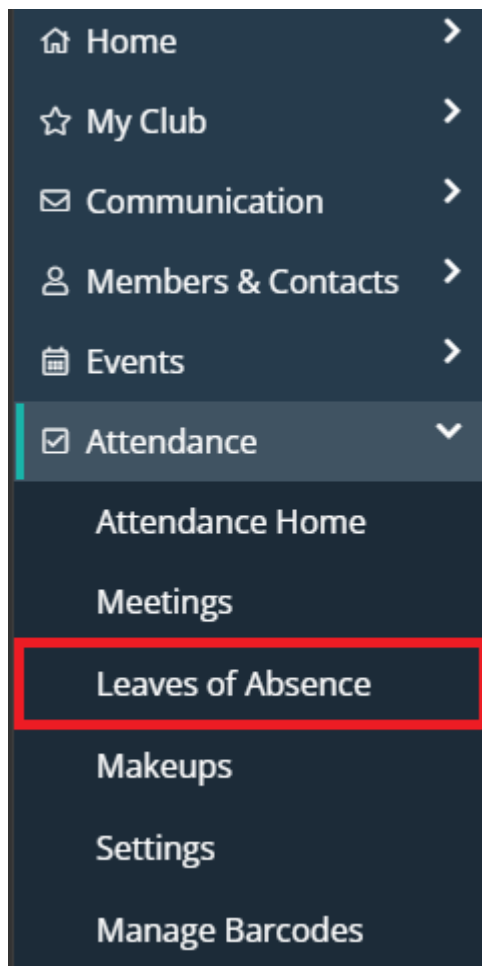 Home
My Club
Communication
Members & Contacts
Events
Attendance
Attendance Home
Meetings
Leaves of Absence
Makeups
Settings
Manage Barcodes